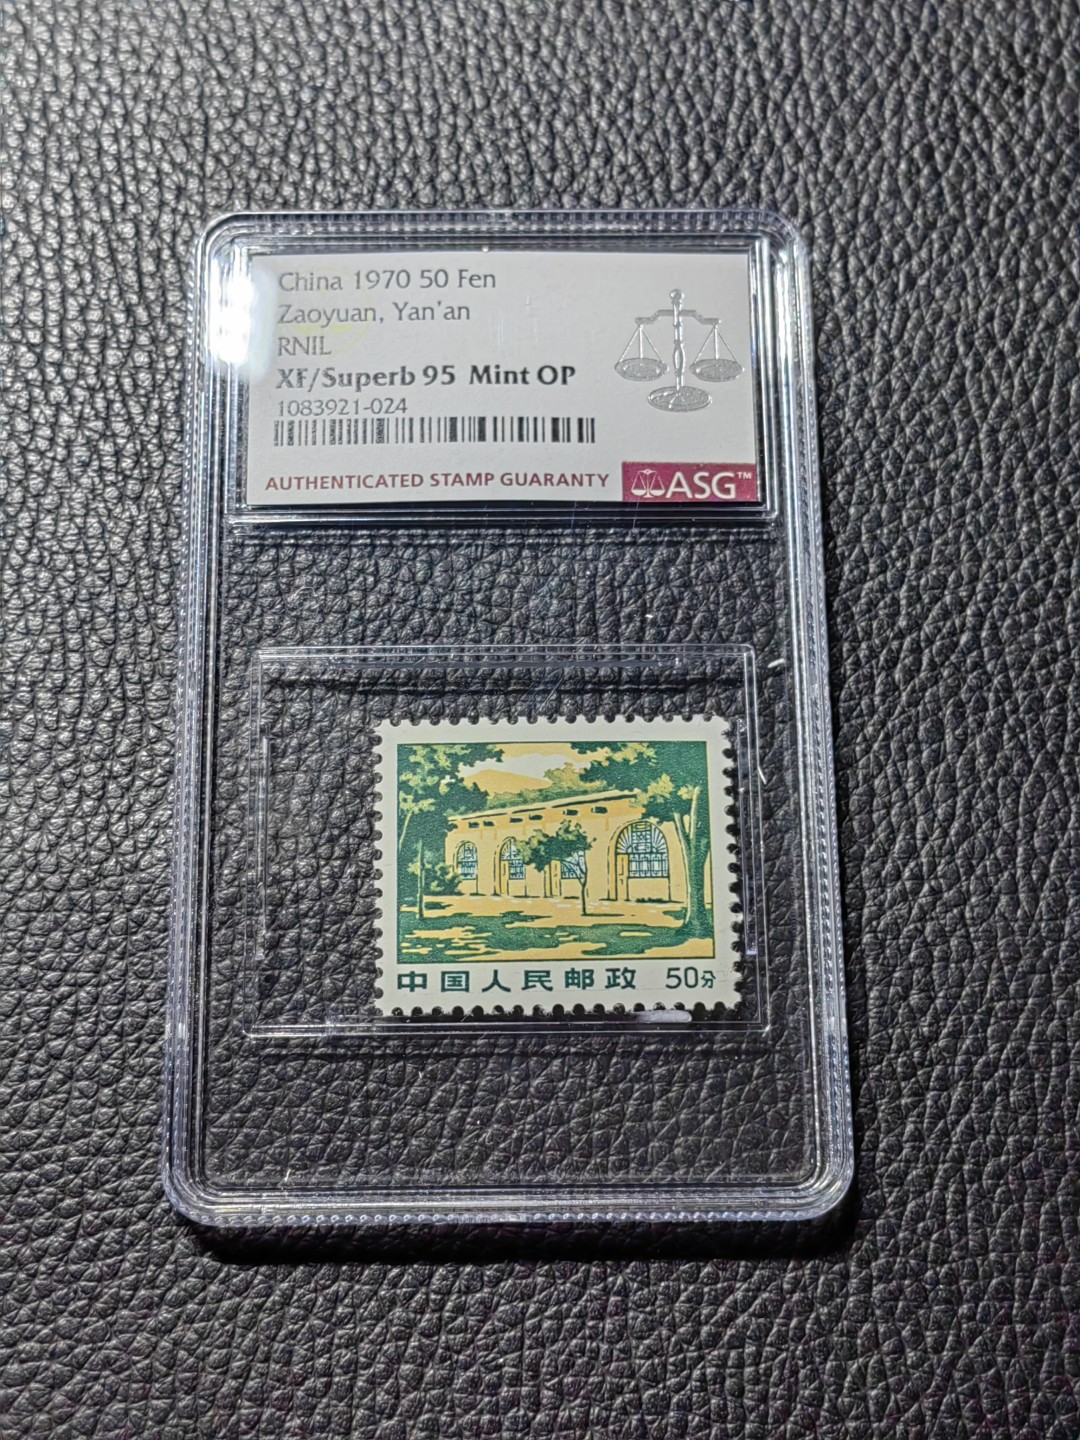 China 1970 50 Fen
Zaoyuan, Yan'an
RNIL
XF/Superb 95 Mint OP
1083921-024
AUTHENTICATED STAMP GUARANTY
ASG™
中国人民邮政 50分